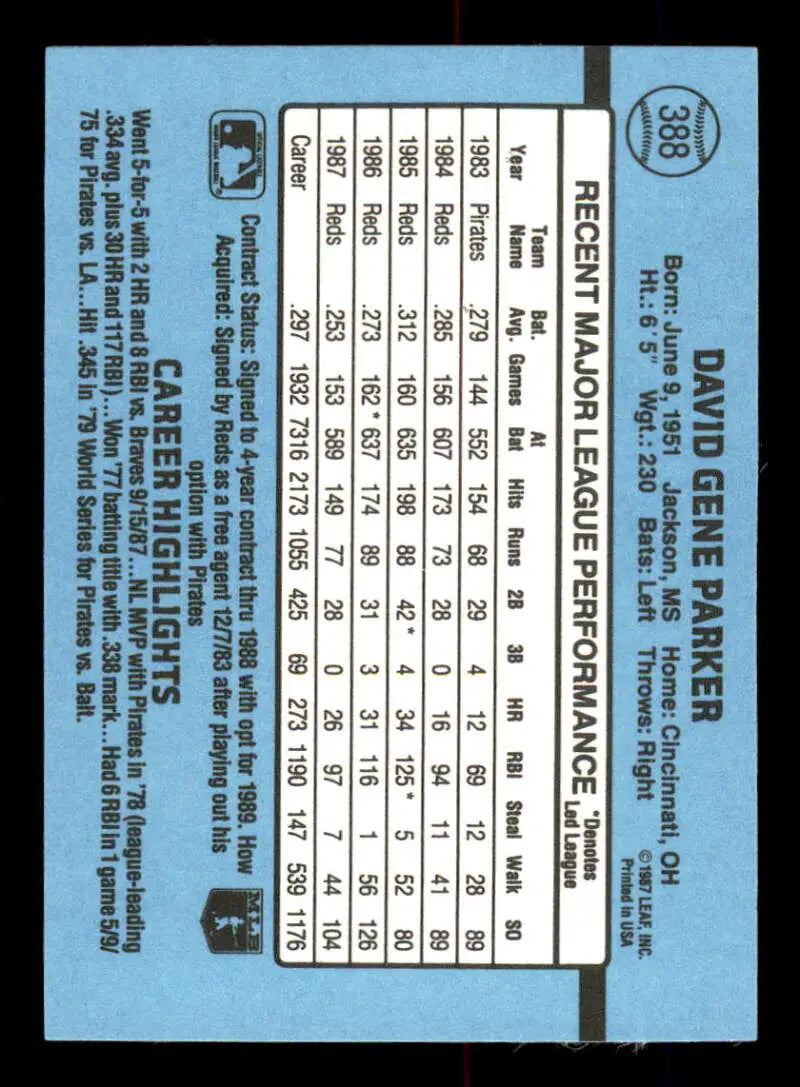 388
DAVID GENE PARKER
Born: June 9, 1951 Jackson, MS Home: Cincinnati, OH
Ht.: 6'5" Wgt.: 230 Bats: Left Throws: Right
©1987 LEAF, INC.
Printed in USA
RECENT MAJOR LEAGUE PERFORMANCE *Denotes Led League
Year Team Name Bat. Avg. Games At Bat Hits Runs 2B 3B HR RBI Steal Walk SO
1983 Pirates .279 144 552 154 68 29 4 12 69 12 28 89
1984 Reds .285 156 607 173 73 28 0 16 94 11 41 89
1985 Reds .312 160 635 198 88 42* 4 34 125* 5 52 80
1986 Reds .273 162* 637 174 89 31 3 31 116 1 56 126
1987 Reds .253 153 589 149 77 28 0 26 97 7 44 104
Career .297 1932 7316 2173 1055 425 69 273 1190 147 539 1176
Contract Status: Signed to 4-year contract thru 1988 with opt for 1989. How
Acquired: Signed by Reds as a free agent 12/7/83 after playing out his
option with Pirates
MLB
CAREER HIGHLIGHTS
Went 5-for-5 with 2 HR and 8 RBI vs. Braves 9/15/87...NL MVP with Pirates in '78 (league-leading
.334 avg. plus 30 HR and 117 RBI)...Won '77 batting title with .338 mark...Had 6 RBI in 1 game 5/9/
75 for Pirates vs. LA...Hit .345 in '79 World Series for Pirates vs. Balt.